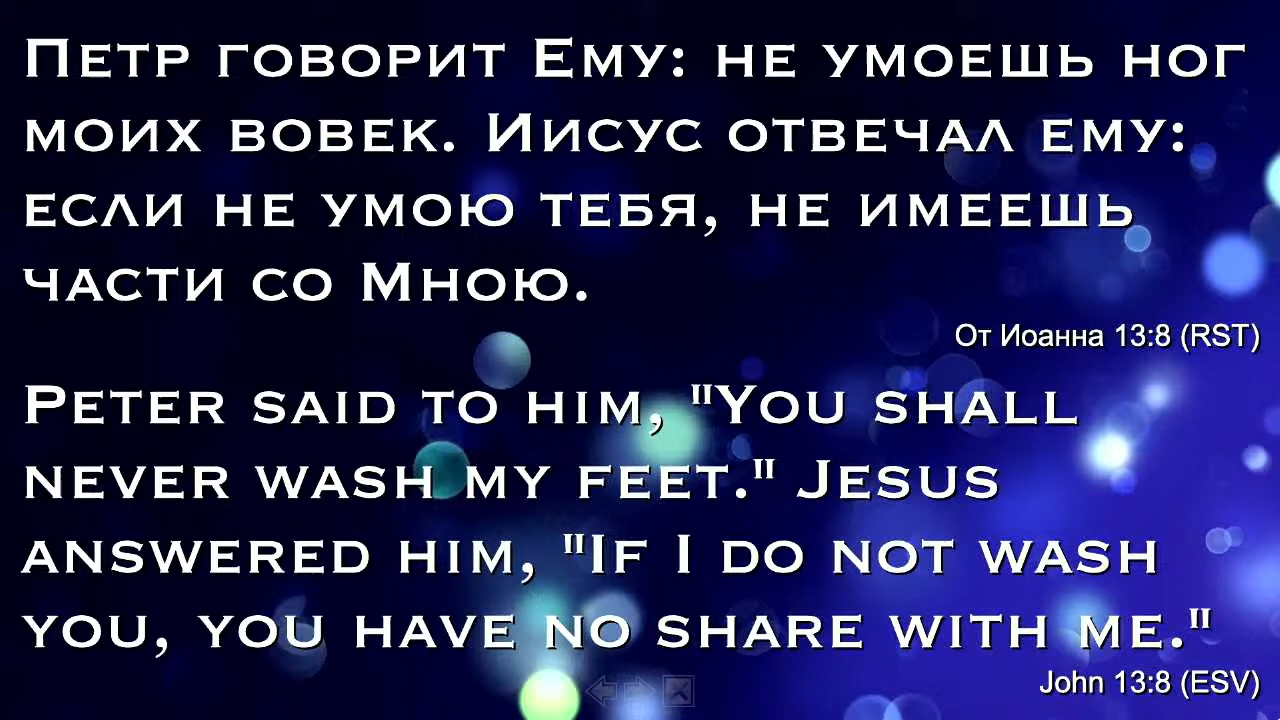 Петр говорит Ему: не умоешь ног
моих вовек. Иисус отвечал ему:
если не умою тебя, не имеешь
части со Мною.
От Иоанна 13:8 (RST)
Peter said to him, "You shall
never wash my feet." Jesus
answered him, "If I do not wash
you, you have no share with me."
John 13:8 (ESV)